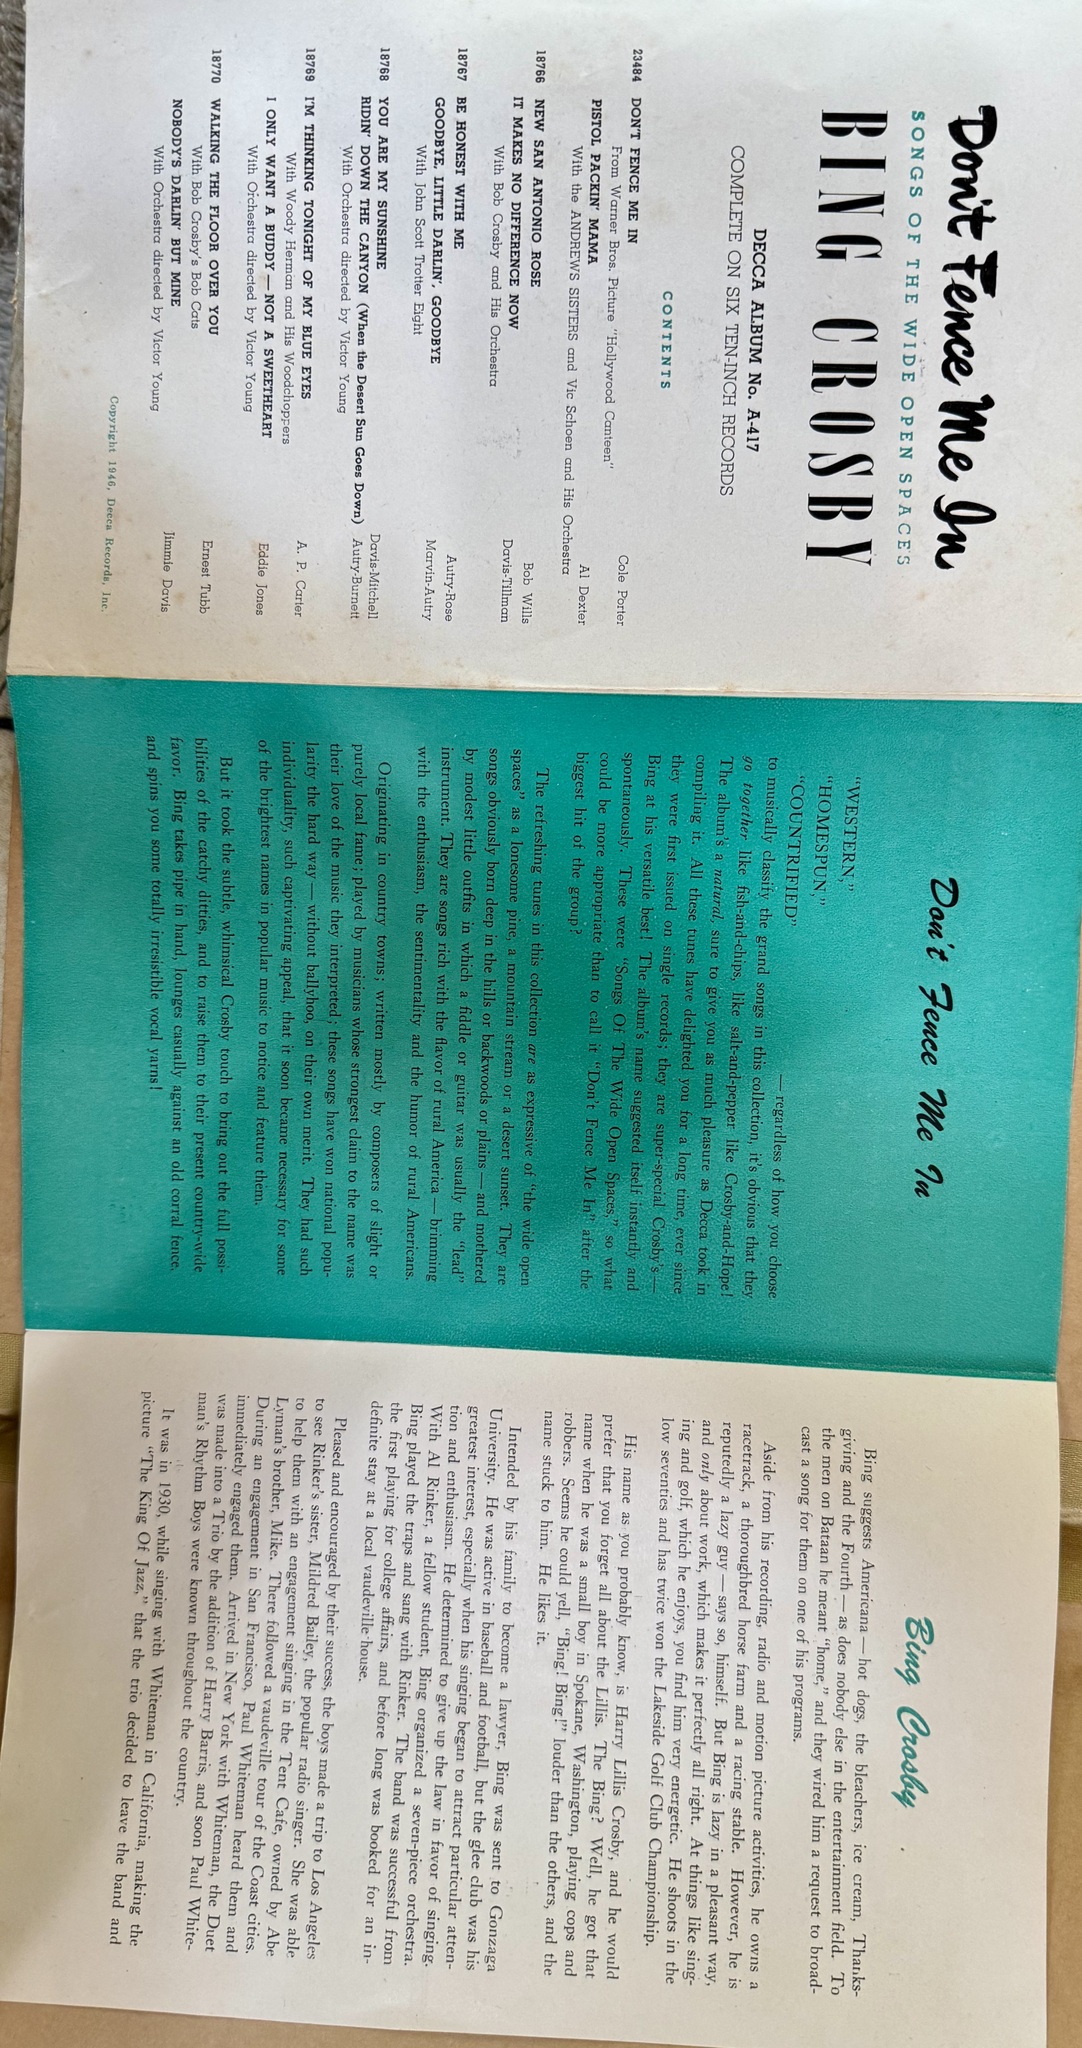 Don't Fence Me In
SONGS OF THE WIDE OPEN SPACES
BING CROSBY
DECCA ALBUM No. A-417
COMPLETE ON SIX TEN-INCH RECORDS
CONTENTS
23484 DON'T FENCE ME IN Cole Porter
From Warner Bros. Picture "Hollywood Canteen"
PISTOL PACKIN' MAMA Al Dexter
With the ANDREWS SISTERS and Vic Schoen and His Orchestra
18766 NEW SAN ANTONIO ROSE Bob Wills
IT MAKES NO DIFFERENCE NOW Davis-Tillman
With Bob Crosby and His Orchestra
18767 BE HONEST WITH ME Autry-Rose
GOODBYE, LITTLE DARLIN', GOODBYE Marvin-Autry
With John Scott Trotter Eight
18768 YOU ARE MY SUNSHINE Davis-Mitchell
RIDIN' DOWN THE CANYON (When the Desert Sun Goes Down) Autry-Burnett
With Orchestra directed by Victor Young
18769 I'M THINKING TONIGHT OF MY BLUE EYES A. P. Carter
With Woody Herman and His Woodchoppers
I ONLY WANT A BUDDY — NOT A SWEETHEART Eddie Jones
With Orchestra directed by Victor Young
18770 WALKING THE FLOOR OVER YOU Ernest Tubb
With Bob Crosby's Bob Cats
NOBODY'S DARLIN' BUT MINE Jimmie Davis
With Orchestra directed by Victor Young
Copyright 1946, Decca Records, Inc.
Don't Fence Me In
"WESTERN,"
"HOMESPUN,"
"COUNTRIFIED"
— regardless of how you choose
to musically classify the grand songs in this collection, it's obvious that they
go together like fish-and-chips, like salt-and-pepper like Crosby-and-Hope!
The album's a natural, sure to give you as much pleasure as Decca took in
compiling it. All these tunes have delighted you for a long time, ever since
they were first issued on single records; they are super-special Crosby's—
Bing at his versatile best! The album's name suggested itself instantly and
spontaneously. These were "Songs Of The Wide Open Spaces," so what
could be more appropriate than to call it "Don't Fence Me In" after the
biggest hit of the group?
The refreshing tunes in this collection are as expressive of "the wide open
spaces" as a lonesome pine, a mountain stream or a desert sunset. They are
songs obviously born deep in the hills or backwoods or plains — and mothered
by modest little outfits in which a fiddle or guitar was usually the "lead"
instrument. They are songs rich with the flavor of rural America — brimming
with the enthusiasm, the sentimentality and the humor of rural Americans.
Originating in country towns; written mostly by composers of slight or
purely local fame; played by musicians whose strongest claim to the name was
their love of the music they interpreted; these songs have won national popu-
larity the hard way — without ballyhoo, on their own merit. They had such
individuality, such captivating appeal, that it soon became necessary for some
of the brightest names in popular music to notice and feature them.
But it took the subtle, whimsical Crosby touch to bring out the full possi-
bilities of the catchy ditties, and to raise them to their present country-wide
favor. Bing takes pipe in hand, lounges casually against an old corral fence,
and spins you some totally irresistible vocal yarns!
Bing Crosby
Bing suggests Americana — hot dogs, the bleachers, ice cream, Thanks-
giving and the Fourth — as does nobody else in the entertainment field. To
the men on Bataan he meant "home," and they wired him a request to broad-
cast a song for them on one of his programs.
Aside from his recording, radio and motion picture activities, he owns a
racetrack, a thoroughbred horse farm and a racing stable. However, he is
reputedly a lazy guy — says so, himself. But Bing is lazy in a pleasant way,
and only about work, which makes it perfectly all right. At things like sing-
ing and golf, which he enjoys, you find him very energetic. He shoots in the
low seventies and has twice won the Lakeside Golf Club Championship.
His name as you probably know, is Harry Lillis Crosby, and he would
prefer that you forget all about the Lillis. The Bing? Well, he got that
name when he was a small boy in Spokane, Washington, playing cops and
robbers. Seems he could yell, "Bing! Bing!" louder than the others, and the
name stuck to him. He likes it.
Intended by his family to become a lawyer, Bing was sent to Gonzaga
University. He was active in baseball and football, but the glee club was his
greatest interest, especially when his singing began to attract particular atten-
tion and enthusiasm. He determined to give up the law in favor of singing.
With Al Rinker, a fellow student, Bing organized a seven-piece orchestra.
Bing played the traps and sang with Rinker. The band was successful from
the first playing for college affairs, and before long was booked for an in-
definite stay at a local vaudeville house.
Pleased and encouraged by their success, the boys made a trip to Los Angeles
to see Rinker's sister, Mildred Bailey, the popular radio singer. She was able
to help them with an engagement singing in the Tent Cafe, owned by Abe
Lyman's brother, Mike. There followed a vaudeville tour of the Coast cities.
During an engagement in San Francisco, Paul Whiteman heard them and
immediately engaged them. Arrived in New York with Whiteman, the Duet
was made into a Trio by the addition of Harry Barris, and soon Paul White-
man's Rhythm Boys were known throughout the country.
It was in 1930, while singing with Whiteman in California, making the
picture "The King Of Jazz," that the trio decided to leave the band and